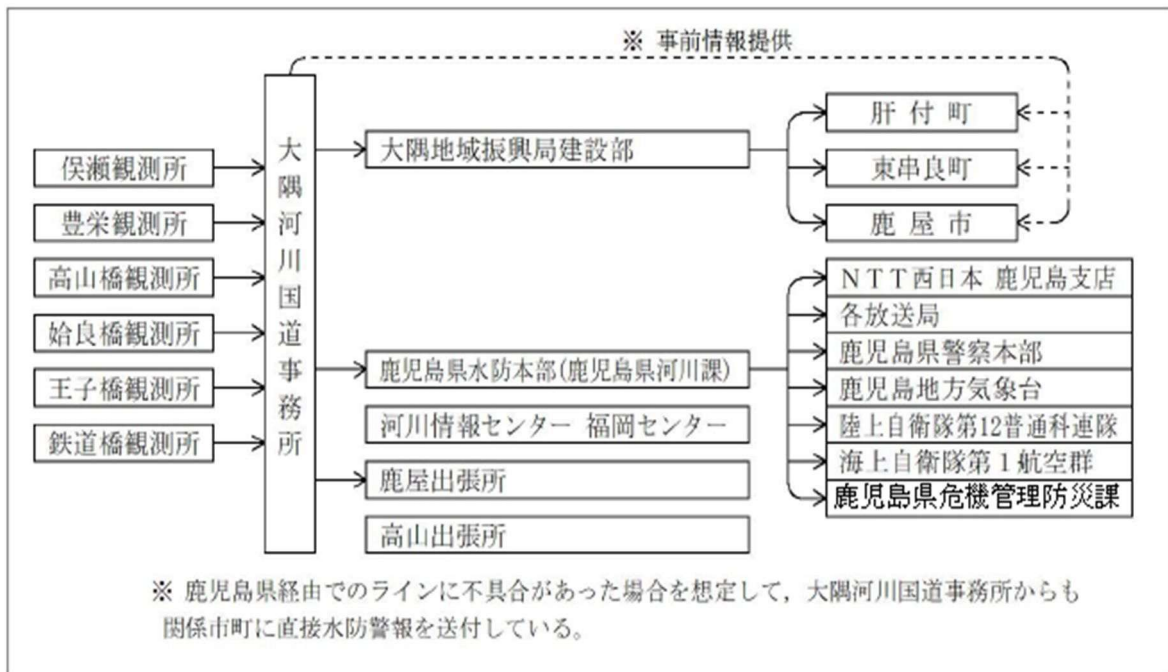 ※ 事前情報提供
俣瀬観測所
豊栄観測所
高山橋観測所
姶良橋観測所
王子橋観測所
鉄道橋観測所
大隅河川国道事務所
大隅地域振興局建設部
鹿児島県水防本部(鹿児島県河川課)
河川情報センター 福岡センター
鹿屋出張所
高山出張所
肝付町
東串良町
鹿屋市
NTT西日本 鹿児島支店
各放送局
鹿児島県警察本部
鹿児島地方気象台
陸上自衛隊第12普通科連隊
海上自衛隊第1航空群
鹿児島県危機管理防災課
※ 鹿児島県経由でのラインに不具合があった場合を想定して，大隅河川国道事務所からも
関係市町に直接水防警報を送付している。